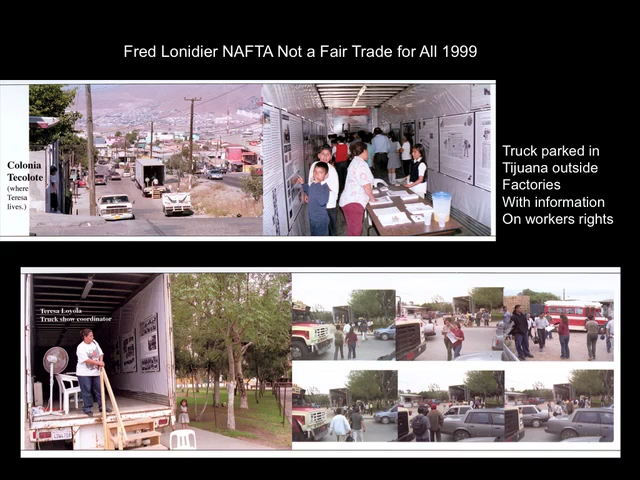 Fred Lonidier NAFTA Not a Fair Trade for All 1999
Colonia
Tecolote
(where
Teresa
lives.)
Truck parked in
Tijuana outside
Factories
With information
On workers rights
Teresa Loyola
Truck show coordinator